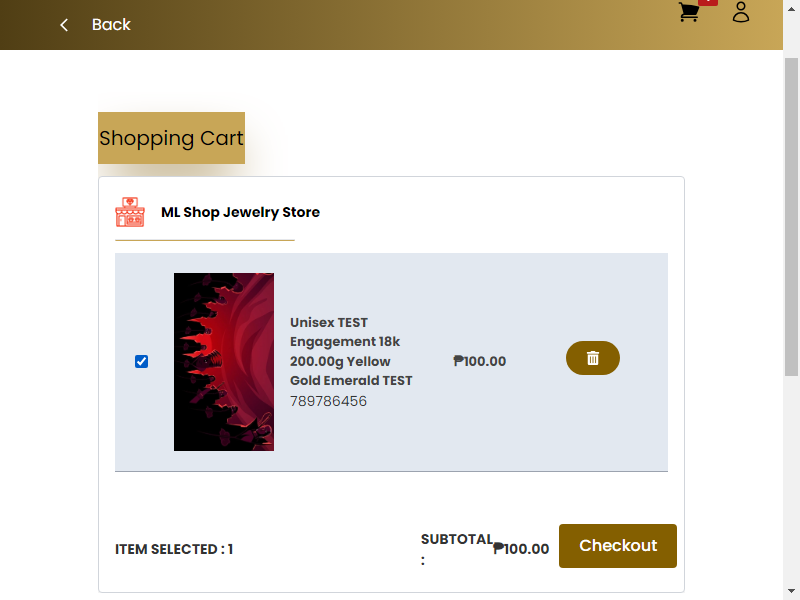 Back
Shopping Cart
ML Shop Jewelry Store
Unisex TEST
Engagement 18k
200.00g Yellow
Gold Emerald TEST
789786456
₱100.00
ITEM SELECTED : 1
SUBTOTAL
:
₱100.00
Checkout